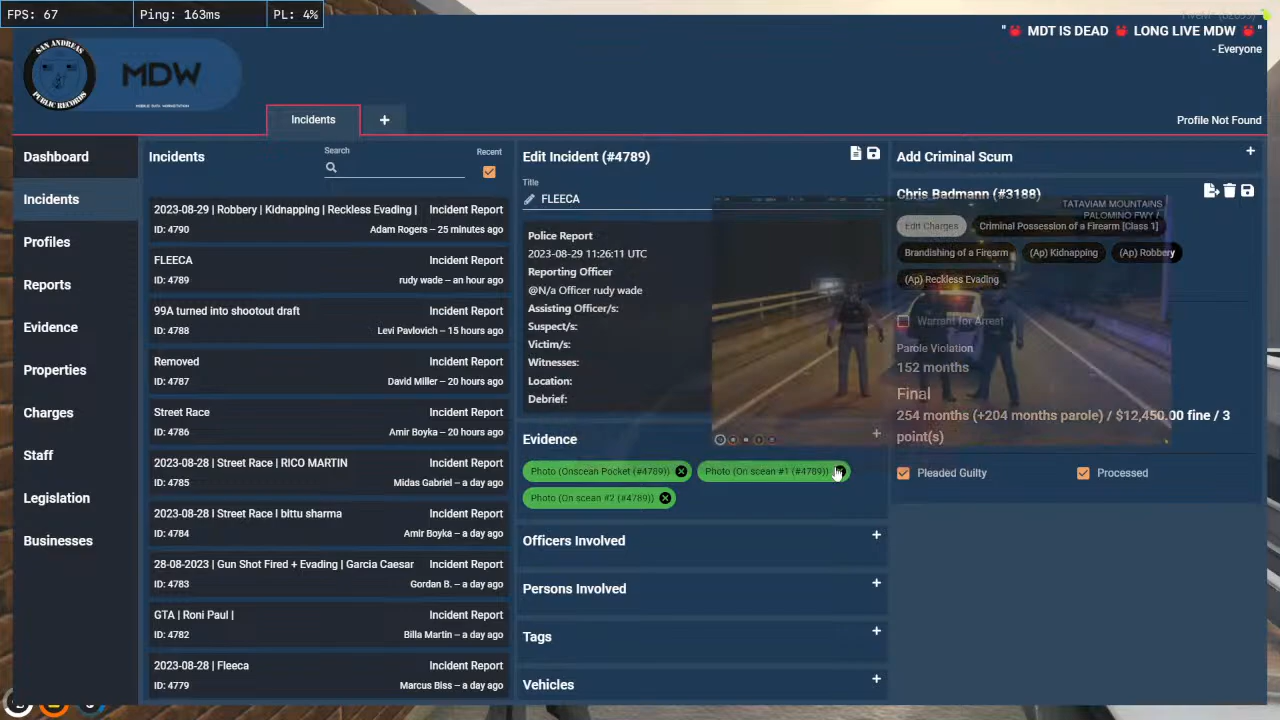 FPS: 67
Ping: 163ms
PL: 4%
" MDT IS DEAD LONG LIVE MDW "
- Everyone
SAN ANDREAS
PUBLIC RECORDS
MDW
MOBILE DATA WORKSTATION
Incidents
+
Profile Not Found
Dashboard
Incidents
Profiles
Reports
Evidence
Properties
Charges
Staff
Legislation
Businesses
Incidents
Search
Recent
2023-08-29 | Robbery | Kidnapping | Reckless Evading |
Incident Report
ID: 4790
Adam Rogers – 25 minutes ago
FLEECA
Incident Report
ID: 4789
rudy wade – an hour ago
99A turned into shootout draft
Incident Report
ID: 4788
Levi Pavlovich – 15 hours ago
Removed
Incident Report
ID: 4787
David Miller – 20 hours ago
Street Race
Incident Report
ID: 4786
Amir Boyka – 20 hours ago
2023-08-28 | Street Race | RICO MARTIN
Incident Report
ID: 4785
Midas Gabriel – a day ago
2023-08-28 | Street Race I bittu sharma
Incident Report
ID: 4784
Amir Boyka – a day ago
28-08-2023 | Gun Shot Fired + Evading | Garcia Caesar
Incident Report
ID: 4783
Gordan B. – a day ago
GTA | Roni Paul |
Incident Report
ID: 4782
Billa Martin – a day ago
2023-08-28 | Fleeca
Incident Report
ID: 4779
Marcus Biss – a day ago
Edit Incident (#4789)
Title
FLEECA
Police Report
2023-08-29 11:26:11 UTC
Reporting Officer
@N/a Officer rudy wade
Assisting Officer/s:
Suspect/s:
Victim/s:
Witnesses:
Location:
Debrief:
Evidence
+
Photo (Onscean Pocket (#4789))
Photo (On scean #1 (#4789))
Photo (On scean #2 (#4789))
Officers Involved
+
Persons Involved
+
Tags
+
Vehicles
+
Add Criminal Scum
+
Chris Badmann (#3188)
TATAVIAM MOUNTAINS
PALOMINO FWY /
Edit Charges
Criminal Possession of a Firearm [Class 1]
Brandishing of a Firearm
(Ap) Kidnapping
(Ap) Robbery
(Ap) Reckless Evading
Warrant for Arrest
Parole Violation
152 months
Final
254 months (+204 months parole) / $12,450.00 fine / 3
point(s)
Pleaded Guilty
Processed